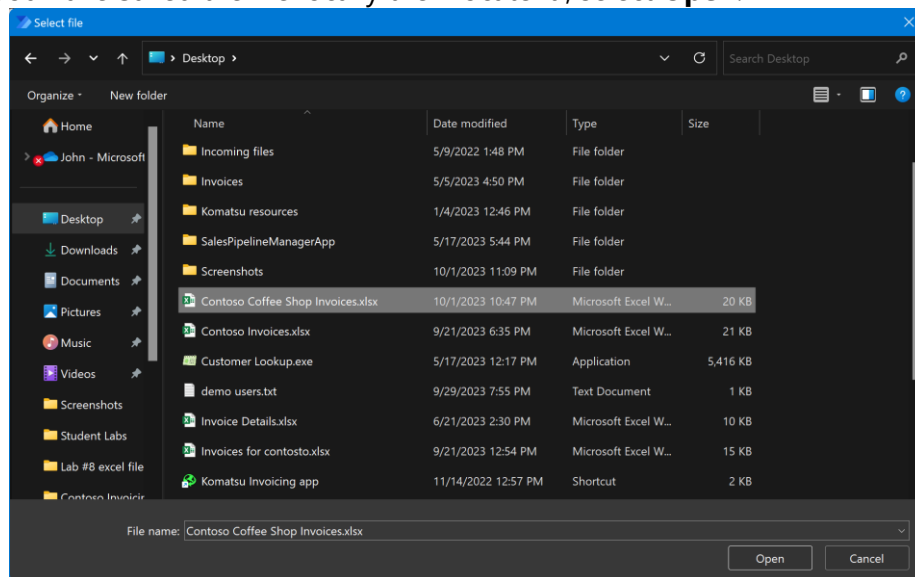 Select file
Desktop
Search Desktop
Organize
New folder
Name Date modified Type Size
Home
John - Microsoft
Desktop
Downloads
Documents
Pictures
Music
Videos
Screenshots
Student Labs
Lab #8 excel file
Contoso Invoicin
Incoming files 5/9/2022 1:48 PM File folder
Invoices 5/5/2023 4:50 PM File folder
Komatsu resources 1/4/2023 12:46 PM File folder
SalesPipelineManagerApp 5/17/2023 5:44 PM File folder
Screenshots 10/1/2023 11:09 PM File folder
Contoso Coffee Shop Invoices.xlsx 10/1/2023 10:47 PM Microsoft Excel W... 20 KB
Contoso Invoices.xlsx 9/21/2023 6:35 PM Microsoft Excel W... 21 KB
Customer Lookup.exe 5/17/2023 12:17 PM Application 5,416 KB
demo users.txt 9/29/2023 7:55 PM Text Document 1 KB
Invoice Details.xlsx 6/21/2023 2:30 PM Microsoft Excel W... 10 KB
Invoices for contosto.xlsx 9/21/2023 12:54 PM Microsoft Excel W... 15 KB
Komatsu Invoicing app 11/14/2022 12:57 PM Shortcut 2 KB
File name: Contoso Coffee Shop Invoices.xlsx
Open Cancel